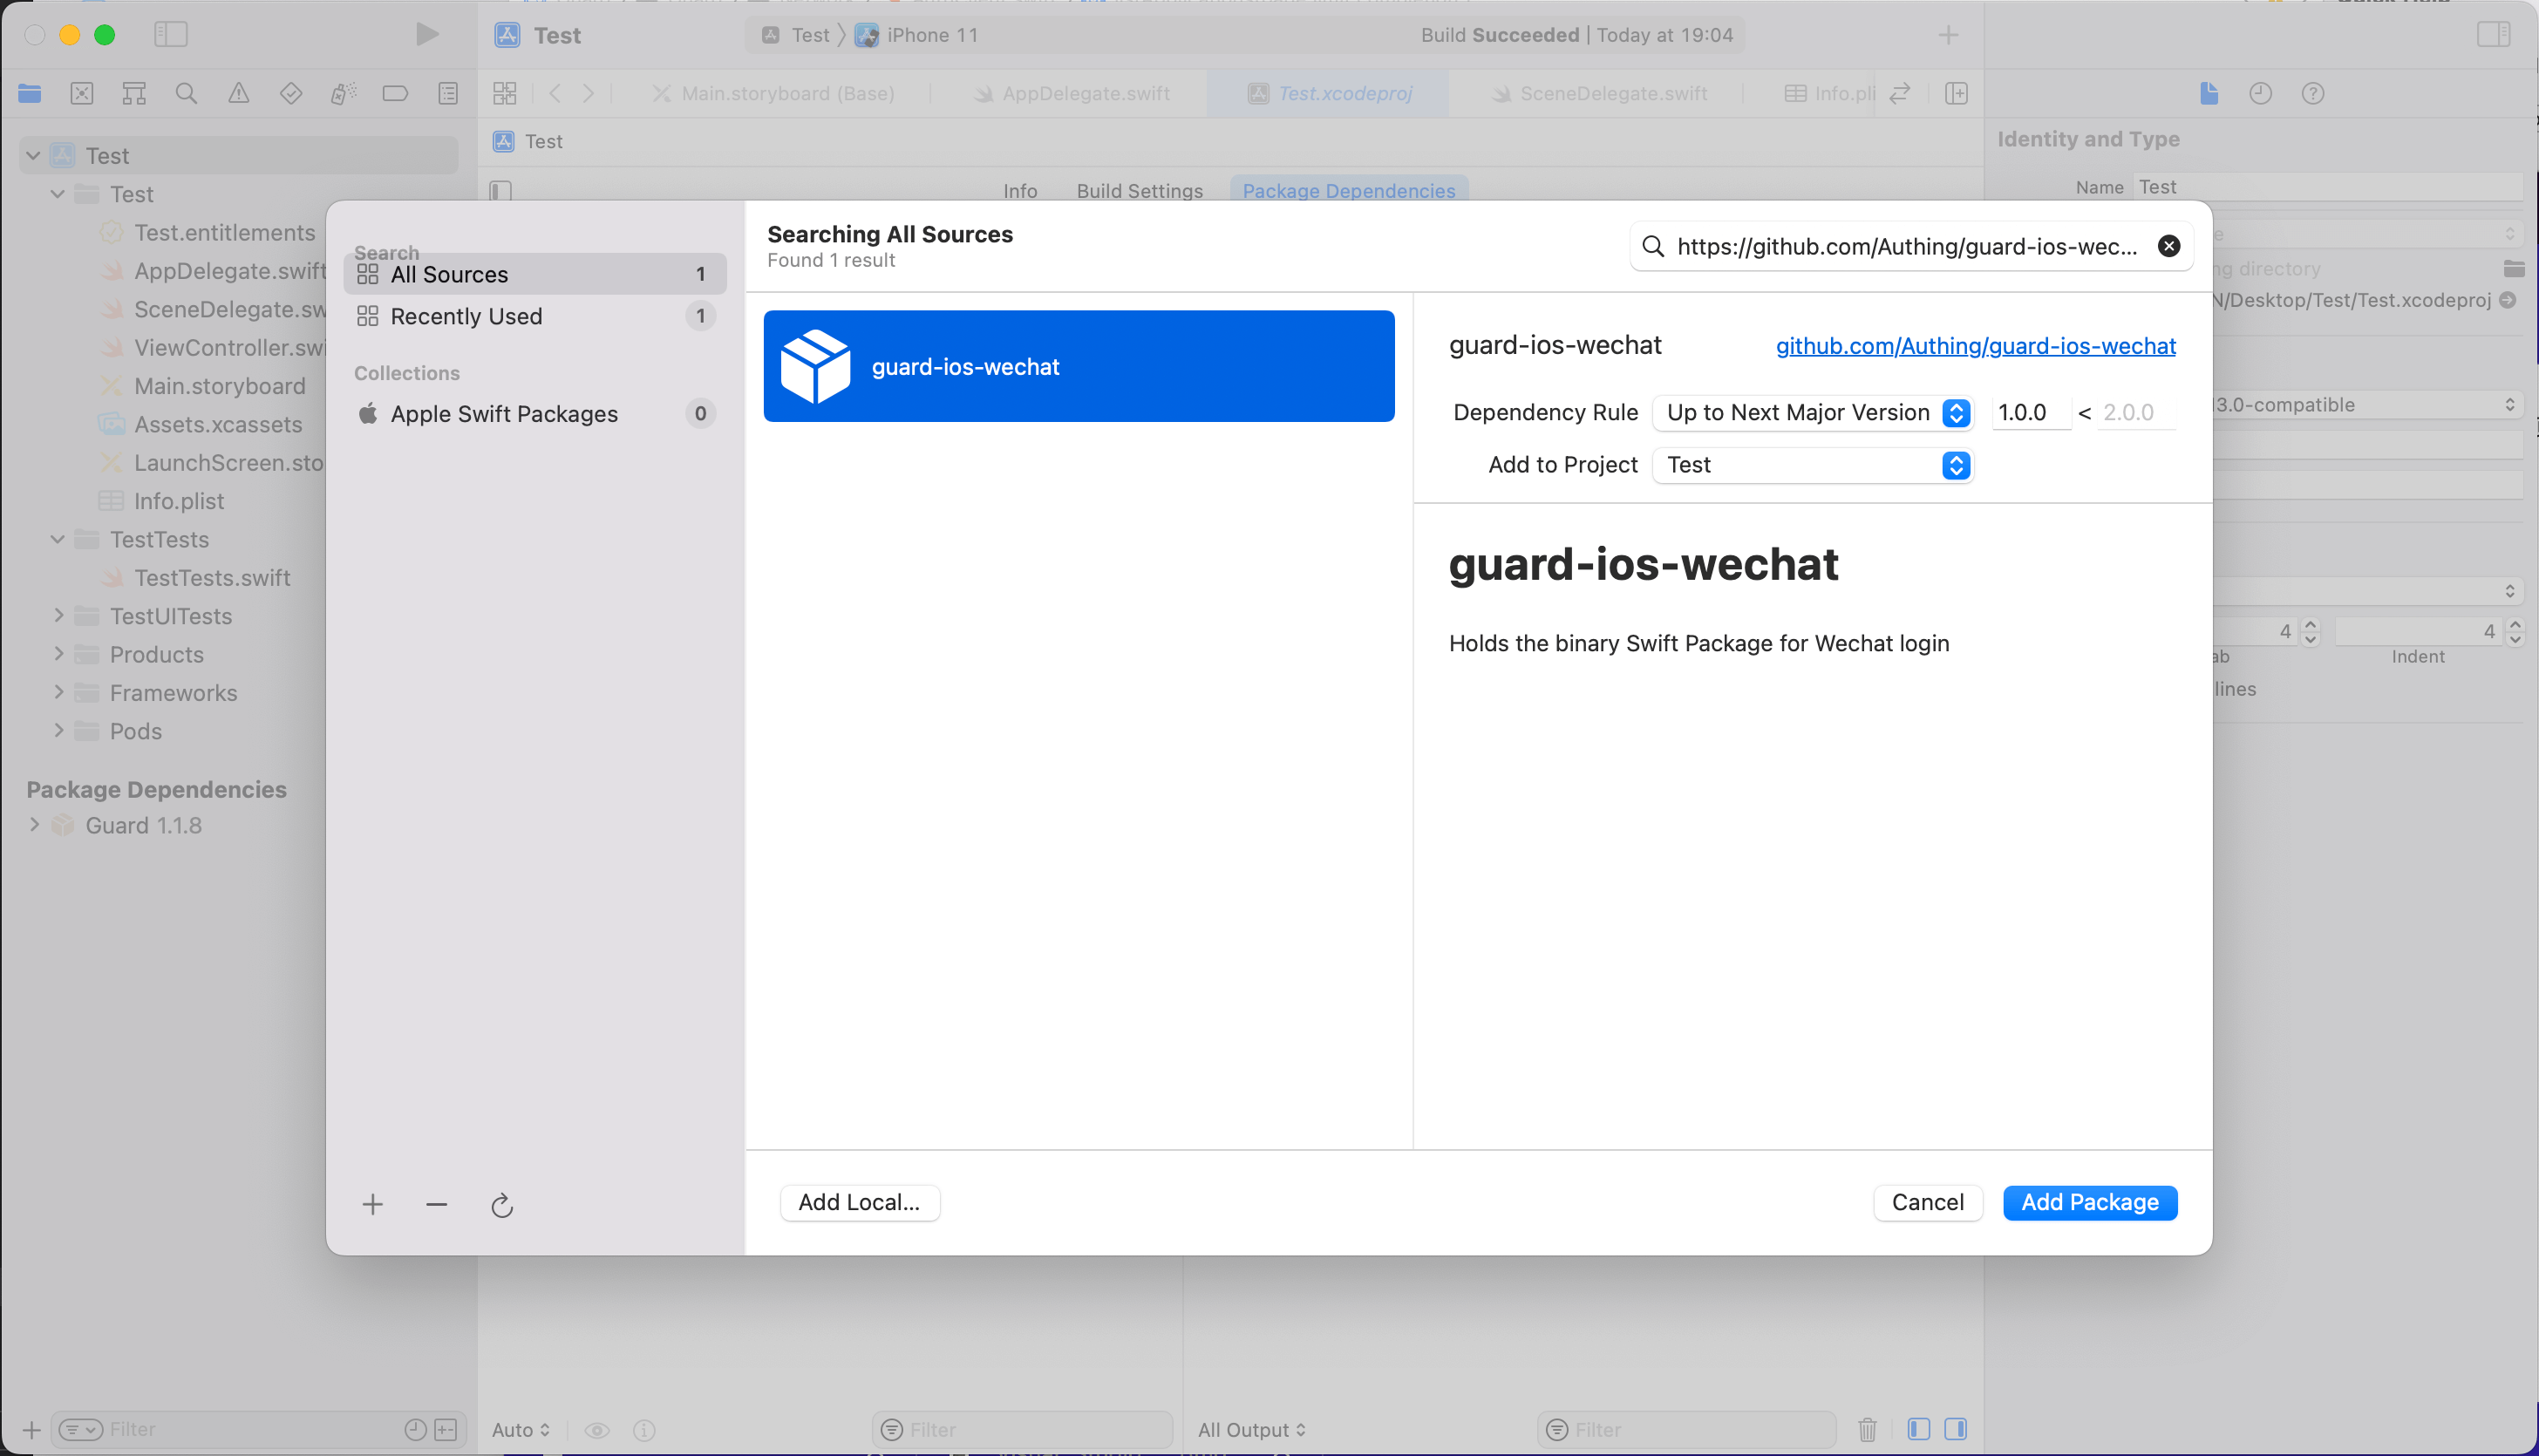 Test
Test
iPhone 11
Build Succeeded | Today at 19:04
Main.storyboard (Base)
AppDelegate.swift
Test.xcodeproj
SceneDelegate.swift
Info.pli
Test
Info
Build Settings
Package Dependencies
Identity and Type
Name
Test
Test
Test
Test.entitlements
AppDelegate.swift
SceneDelegate.sw
ViewController.swi
Main.storyboard
Assets.xcassets
LaunchScreen.sto
Info.plist
TestTests
TestTests.swift
TestUITests
Products
Frameworks
Pods
Package Dependencies
Guard 1.1.8
Search
All Sources
1
Recently Used
1
Collections
Apple Swift Packages
0
Searching All Sources
Found 1 result
https://github.com/Authing/guard-ios-wec...
guard-ios-wechat
guard-ios-wechat
github.com/Authing/guard-ios-wechat
Dependency Rule
Up to Next Major Version
1.0.0 < 2.0.0
Add to Project
Test
guard-ios-wechat
Holds the binary Swift Package for Wechat login
Add Local...
Cancel
Add Package
ng directory
N/Desktop/Test/Test.xcodeproj
3.0-compatible
4
4
ab
Indent
lines
Filter
Auto
Filter
All Output
Filter